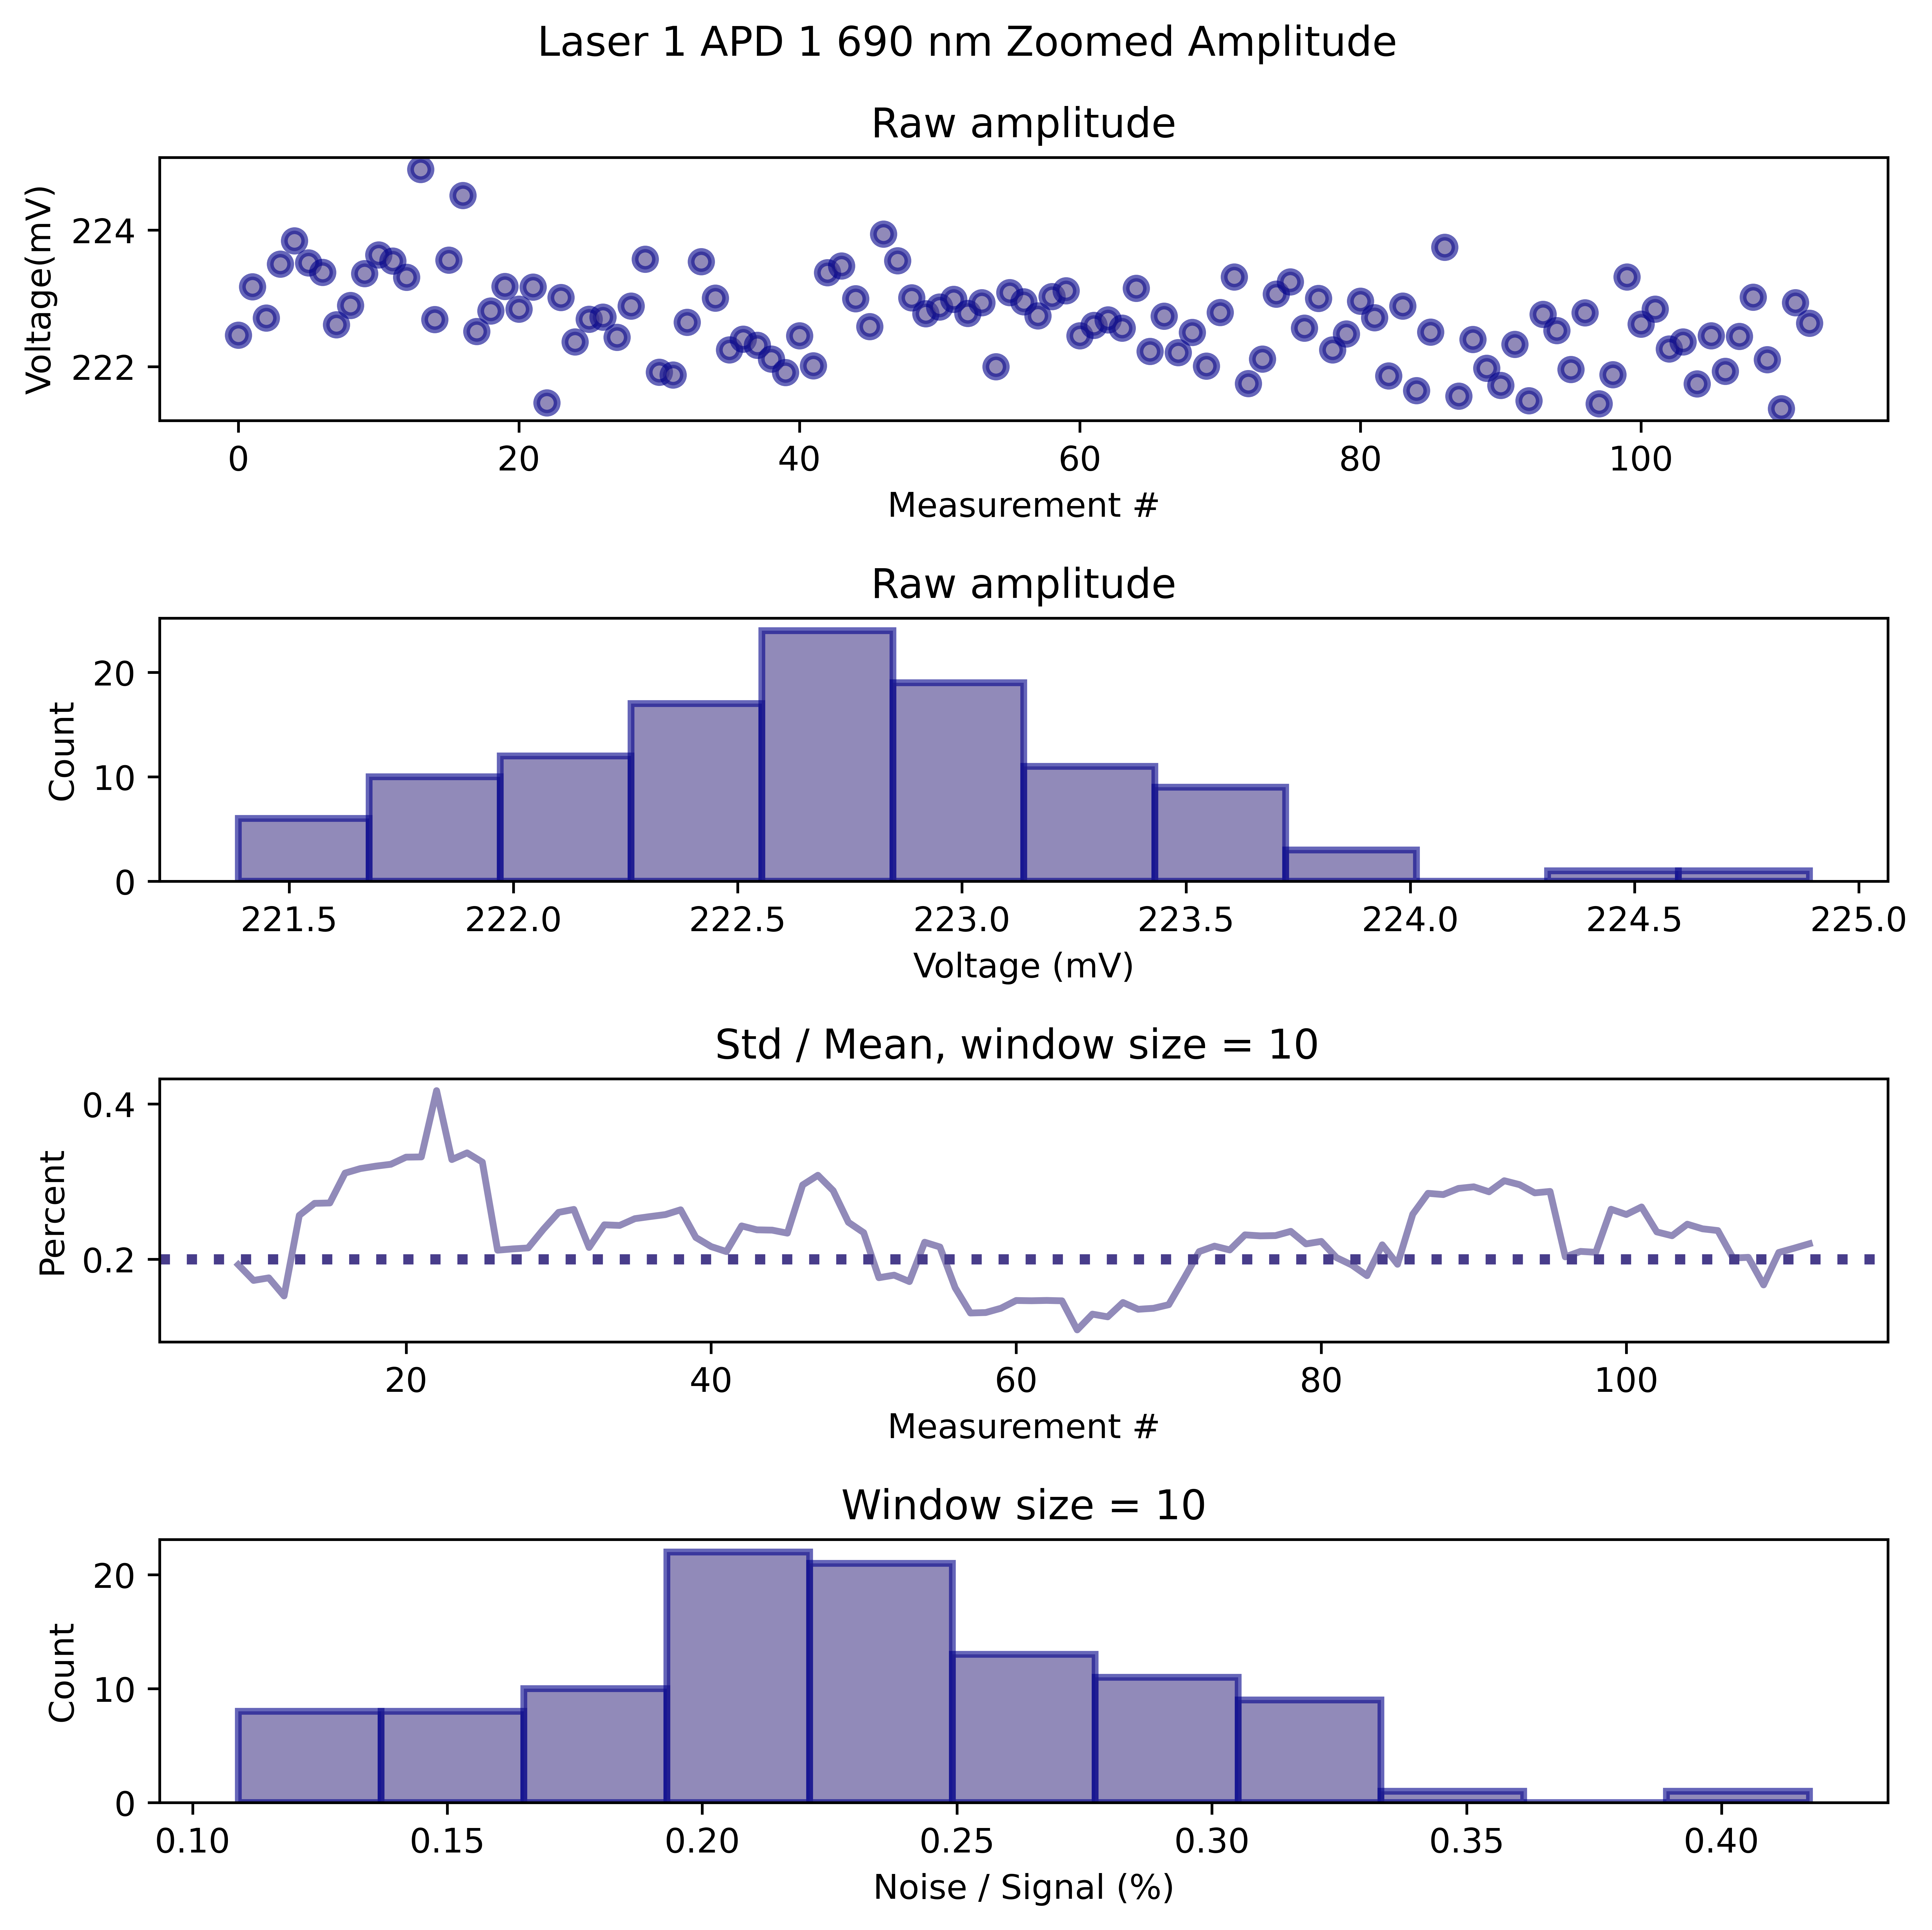 Laser 1 APD 1 690 nm Zoomed Amplitude
Raw amplitude
Voltage(mV)
224
222
0 20 40 60 80 100
Measurement #
Raw amplitude
Count
20
10
0
221.5 222.0 222.5 223.0 223.5 224.0 224.5 225.0
Voltage (mV)
Std / Mean, window size = 10
Percent
0.4
0.2
20 40 60 80 100
Measurement #
Window size = 10
Count
20
10
0
0.10 0.15 0.20 0.25 0.30 0.35 0.40
Noise / Signal (%)